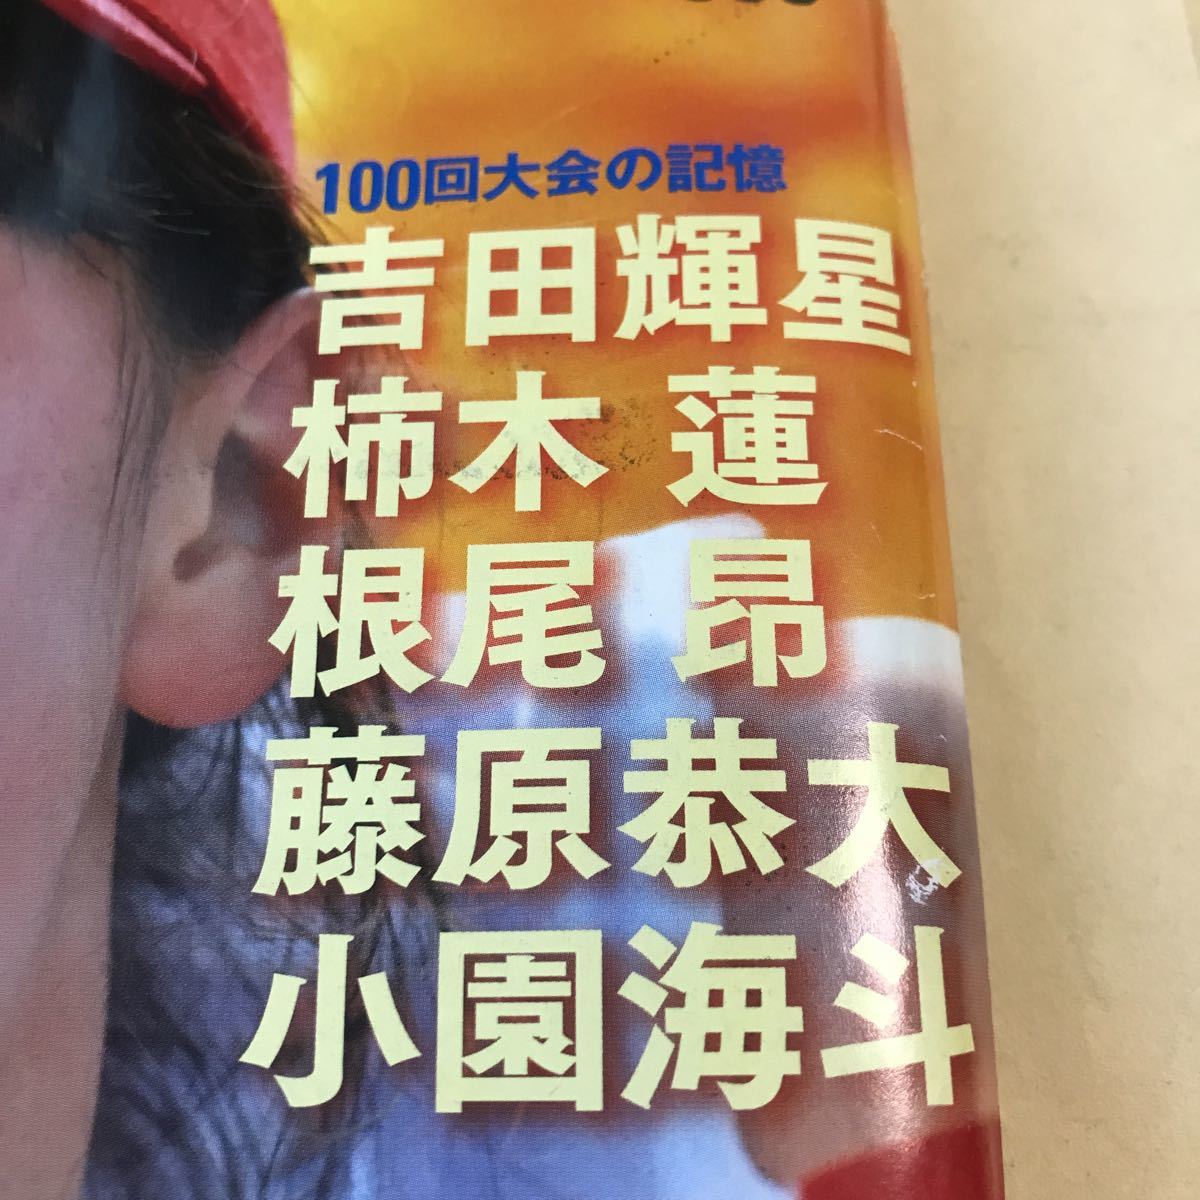 100回大会の記憶
吉田輝星
柿木 蓮
根尾 昂
藤原恭大
小園海斗